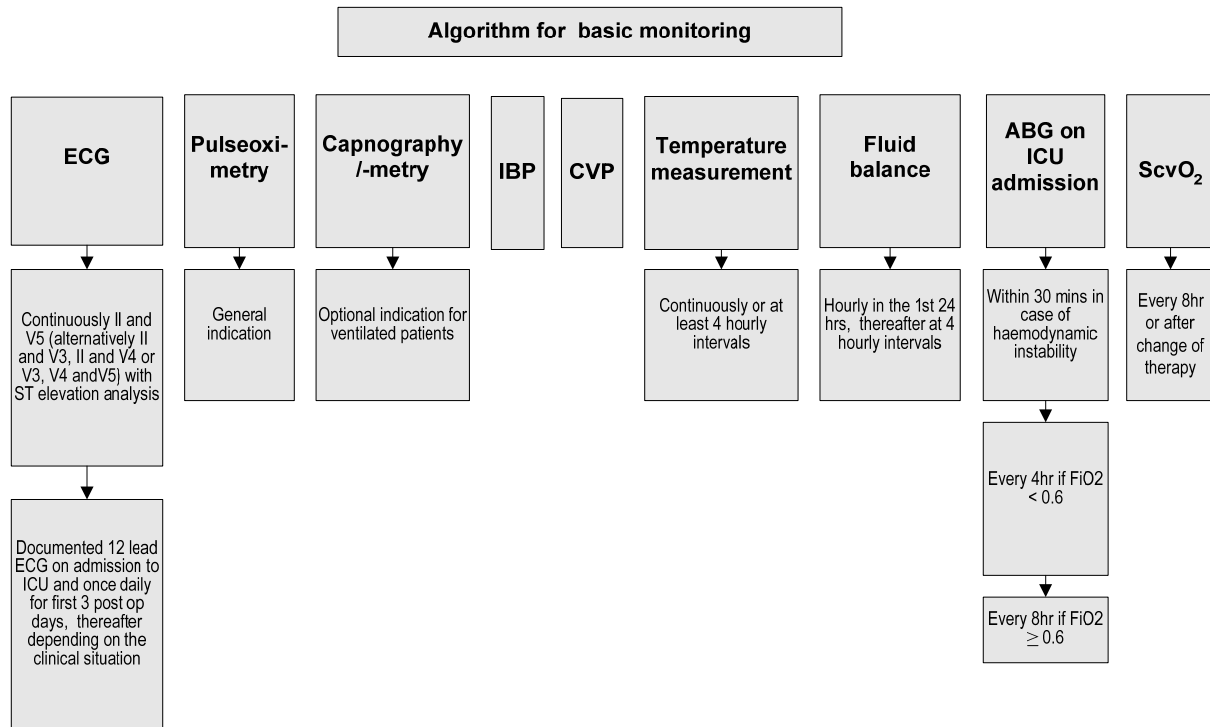 Algorithm for basic monitoring
ECG
Pulseoxi-
metry
Capnography
/-metry
IBP
CVP
Temperature
measurement
Fluid
balance
ABG on
ICU
admission
ScvO₂
Continuously II and
V5 (alternatively II
and V3, II and V4 or
V3, V4 andV5) with
ST elevation analysis
General
indication
Optional indication for
ventilated patients
Continuously or at
least 4 hourly
intervals
Hourly in the 1st 24
hrs, thereafter at 4
hourly intervals
Within 30 mins in
case of
haemodynamic
instability
Every 8hr
or after
change of
therapy
Every 4hr if FiO2
< 0.6
Documented 12 lead
ECG on admission to
ICU and once daily
for first 3 post op
days, thereafter
depending on the
clinical situation
Every 8hr if FiO2
≥ 0.6